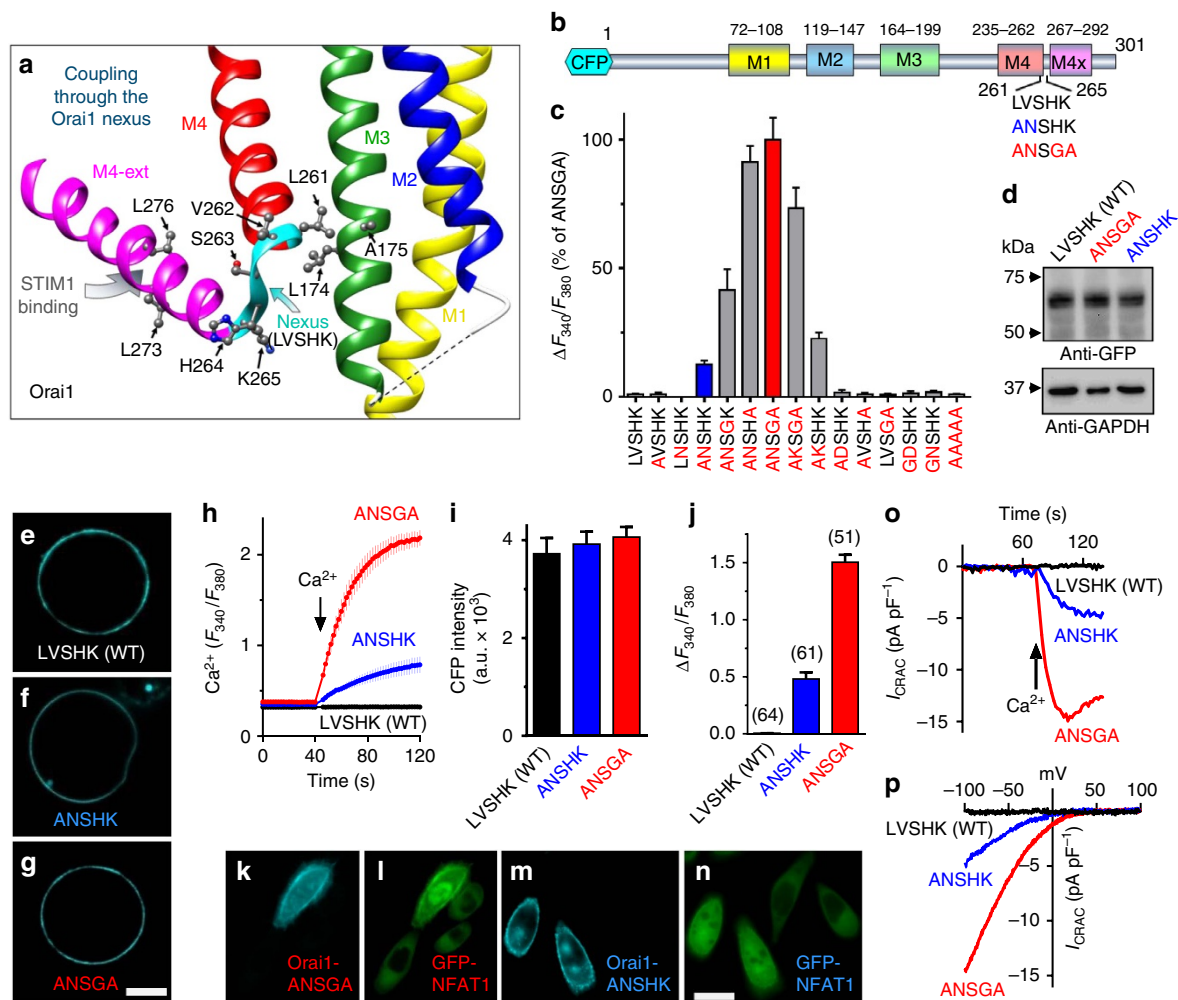 a
Coupling
through the
Orai1 nexus
M4
M3
M2
M1
M4-ext
L276
V262
S263
L261
A175
L174
STIM1
binding
Nexus
(LVSHK)
L273
H264
K265
Orai1
b
1
72–108
119–147
164–199
235–262
267–292
301
CFP
M1
M2
M3
M4
M4x
261
265
LVSHK
ANSHK
ANSGA
c
ΔF340/F380 (% of ANSGA)
100
50
0
LVSHK
AVSHK
LNSHK
ANSHK
ANSGK
ANSHA
ANSGA
AKSGA
AKSHK
ADSHK
AVSHA
LVSGA
GDSHK
GNSHK
AAAAA
d
kDa
LVSHK (WT)
ANSGA
ANSHK
75
50
Anti-GFP
37
Anti-GAPDH
e
LVSHK (WT)
f
ANSHK
g
ANSGA
h
Ca2+ (F340/F380)
2
1
0
ANSGA
Ca2+
ANSHK
LVSHK (WT)
0
40
80
120
Time (s)
i
CFP intensity
(a.u. × 10³)
4
2
0
LVSHK (WT)
ANSHK
ANSGA
j
ΔF340/F380
1.5
1.0
0.5
0
(64)
(61)
(51)
LVSHK (WT)
ANSHK
ANSGA
k
Orai1-
ANSGA
l
GFP-
NFAT1
m
Orai1-
ANSHK
n
GFP-
NFAT1
o
Time (s)
60
120
0
−5
−10
−15
ICRAC (pA pF−1)
LVSHK (WT)
ANSHK
Ca2+
ANSGA
p
mV
−100
−50
50
100
LVSHK (WT)
ANSHK
ANSGA
−5
−10
−15
ICRAC (pA pF−1)